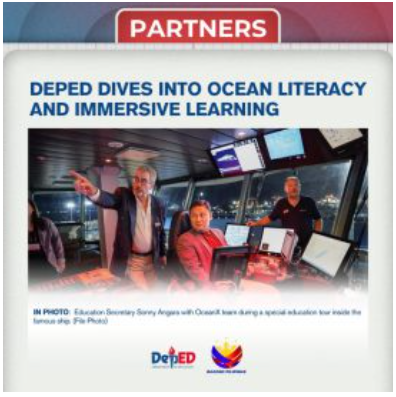 PARTNERS
DEPED DIVES INTO OCEAN LITERACY
AND IMMERSIVE LEARNING
IN PHOTO: Education Secretary Sonny Angara with OceanX team during a special education tour inside the
famous ship. (File Photo)
DepED